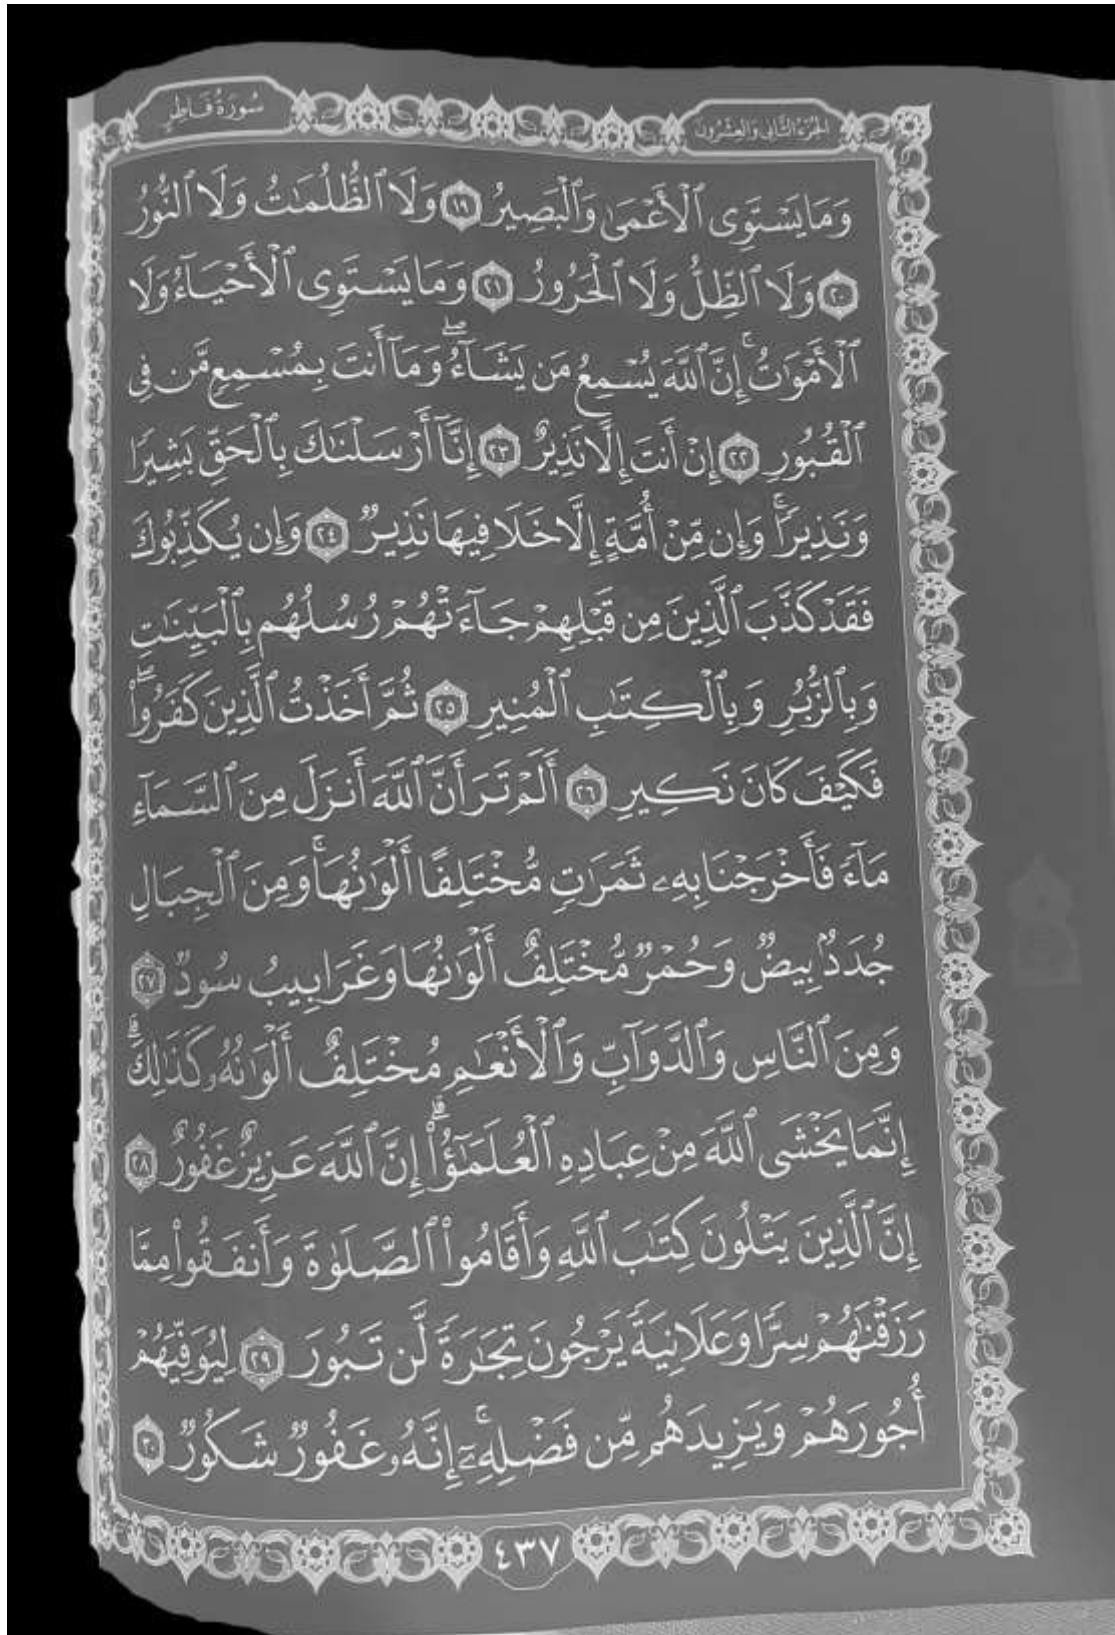 الجزء الثاني والعشرون
سورة فاطر
وَمَا يَسْتَوِى ٱلْأَعْمَىٰ وَٱلْبَصِيرُ ١٩ وَلَا ٱلظُّلُمَٰتُ وَلَا ٱلنُّورُ
٢٠ وَلَا ٱلظِّلُّ وَلَا ٱلْحَرُورُ ٢١ وَمَا يَسْتَوِى ٱلْأَحْيَآءُ وَلَا
ٱلْأَمْوَٰتُ ۚ إِنَّ ٱللَّهَ يُسْمِعُ مَن يَشَآءُ ۖ وَمَآ أَنتَ بِمُسْمِعٍ مَّن فِى
ٱلْقُبُورِ ٢٢ إِنْ أَنتَ إِلَّا نَذِيرٌ ٢٣ إِنَّآ أَرْسَلْنَٰكَ بِٱلْحَقِّ بَشِيرًا
وَنَذِيرًا ۚ وَإِن مِّنْ أُمَّةٍ إِلَّا خَلَا فِيهَا نَذِيرٌ ٢٤ وَإِن يُكَذِّبُوكَ
فَقَدْ كَذَّبَ ٱلَّذِينَ مِن قَبْلِهِمْ جَآءَتْهُمْ رُسُلُهُم بِٱلْبَيِّنَٰتِ
وَبِٱلزُّبُرِ وَبِٱلْكِتَٰبِ ٱلْمُنِيرِ ٢٥ ثُمَّ أَخَذْتُ ٱلَّذِينَ كَفَرُوا۟ ۖ
فَكَيْفَ كَانَ نَكِيرِ ٢٦ أَلَمْ تَرَ أَنَّ ٱللَّهَ أَنزَلَ مِنَ ٱلسَّمَآءِ
مَآءً فَأَخْرَجْنَا بِهِۦ ثَمَرَٰتٍ مُّخْتَلِفًا أَلْوَٰنُهَا ۚ وَمِنَ ٱلْجِبَالِ
جُدَدٌۢ بِيضٌ وَحُمْرٌ مُّخْتَلِفٌ أَلْوَٰنُهَا وَغَرَابِيبُ سُودٌ ٢٧
وَمِنَ ٱلنَّاسِ وَٱلدَّوَآبِّ وَٱلْأَنْعَٰمِ مُخْتَلِفٌ أَلْوَٰنُهُۥ كَذَٰلِكَ ۗ
إِنَّمَا يَخْشَى ٱللَّهَ مِنْ عِبَادِهِ ٱلْعُلَمَٰٓؤُا۟ ۗ إِنَّ ٱللَّهَ عَزِيزٌ غَفُورٌ ٢٨
إِنَّ ٱلَّذِينَ يَتْلُونَ كِتَٰبَ ٱللَّهِ وَأَقَامُوا۟ ٱلصَّلَوٰةَ وَأَنفَقُوا۟ مِمَّا
رَزَقْنَٰهُمْ سِرًّا وَعَلَانِيَةً يَرْجُونَ تِجَٰرَةً لَّن تَبُورَ ٢٩ لِيُوَفِّيَهُمْ
أُجُورَهُمْ وَيَزِيدَهُم مِّن فَضْلِهِۦٓ ۚ إِنَّهُۥ غَفُورٌ شَكُورٌ ٣٠
٤٣٧